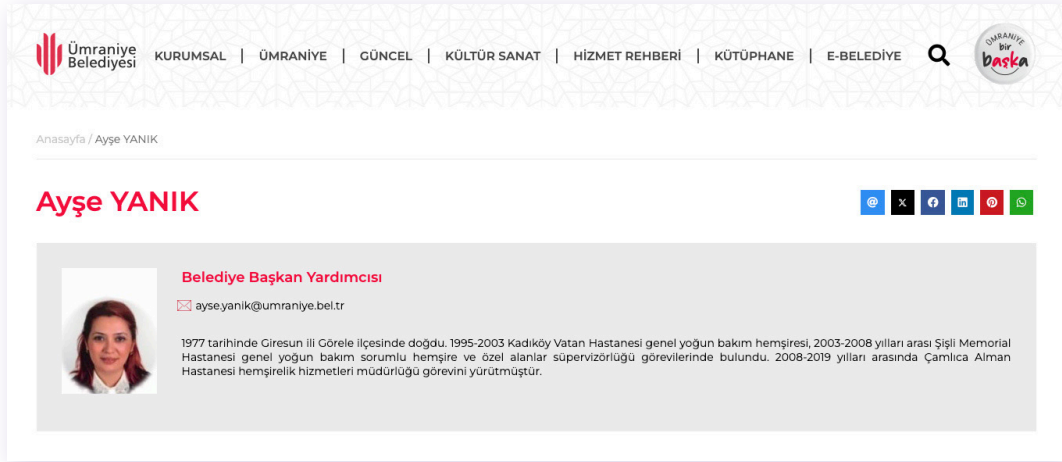 Ümraniye
Belediyesi
KURUMSAL | ÜMRANİYE | GÜNCEL | KÜLTÜR SANAT | HİZMET REHBERİ | KÜTÜPHANE | E-BELEDİYE
ÜMRANİYE
bir
başka
Anasayfa / Ayşe YANIK
Ayşe YANIK
Belediye Başkan Yardımcısı
ayse.yanik@umraniye.bel.tr
1977 tarihinde Giresun ili Görele ilçesinde doğdu. 1995-2003 Kadıköy Vatan Hastanesi genel yoğun bakım hemşiresi, 2003-2008 yılları arası Şişli Memorial
Hastanesi genel yoğun bakım sorumlu hemşire ve özel alanlar süpervizörlüğü görevilerinde bulundu. 2008-2019 yılları arasında Çamlıca Alman
Hastanesi hemşirelik hizmetleri müdürlüğü görevini yürütmüştür.